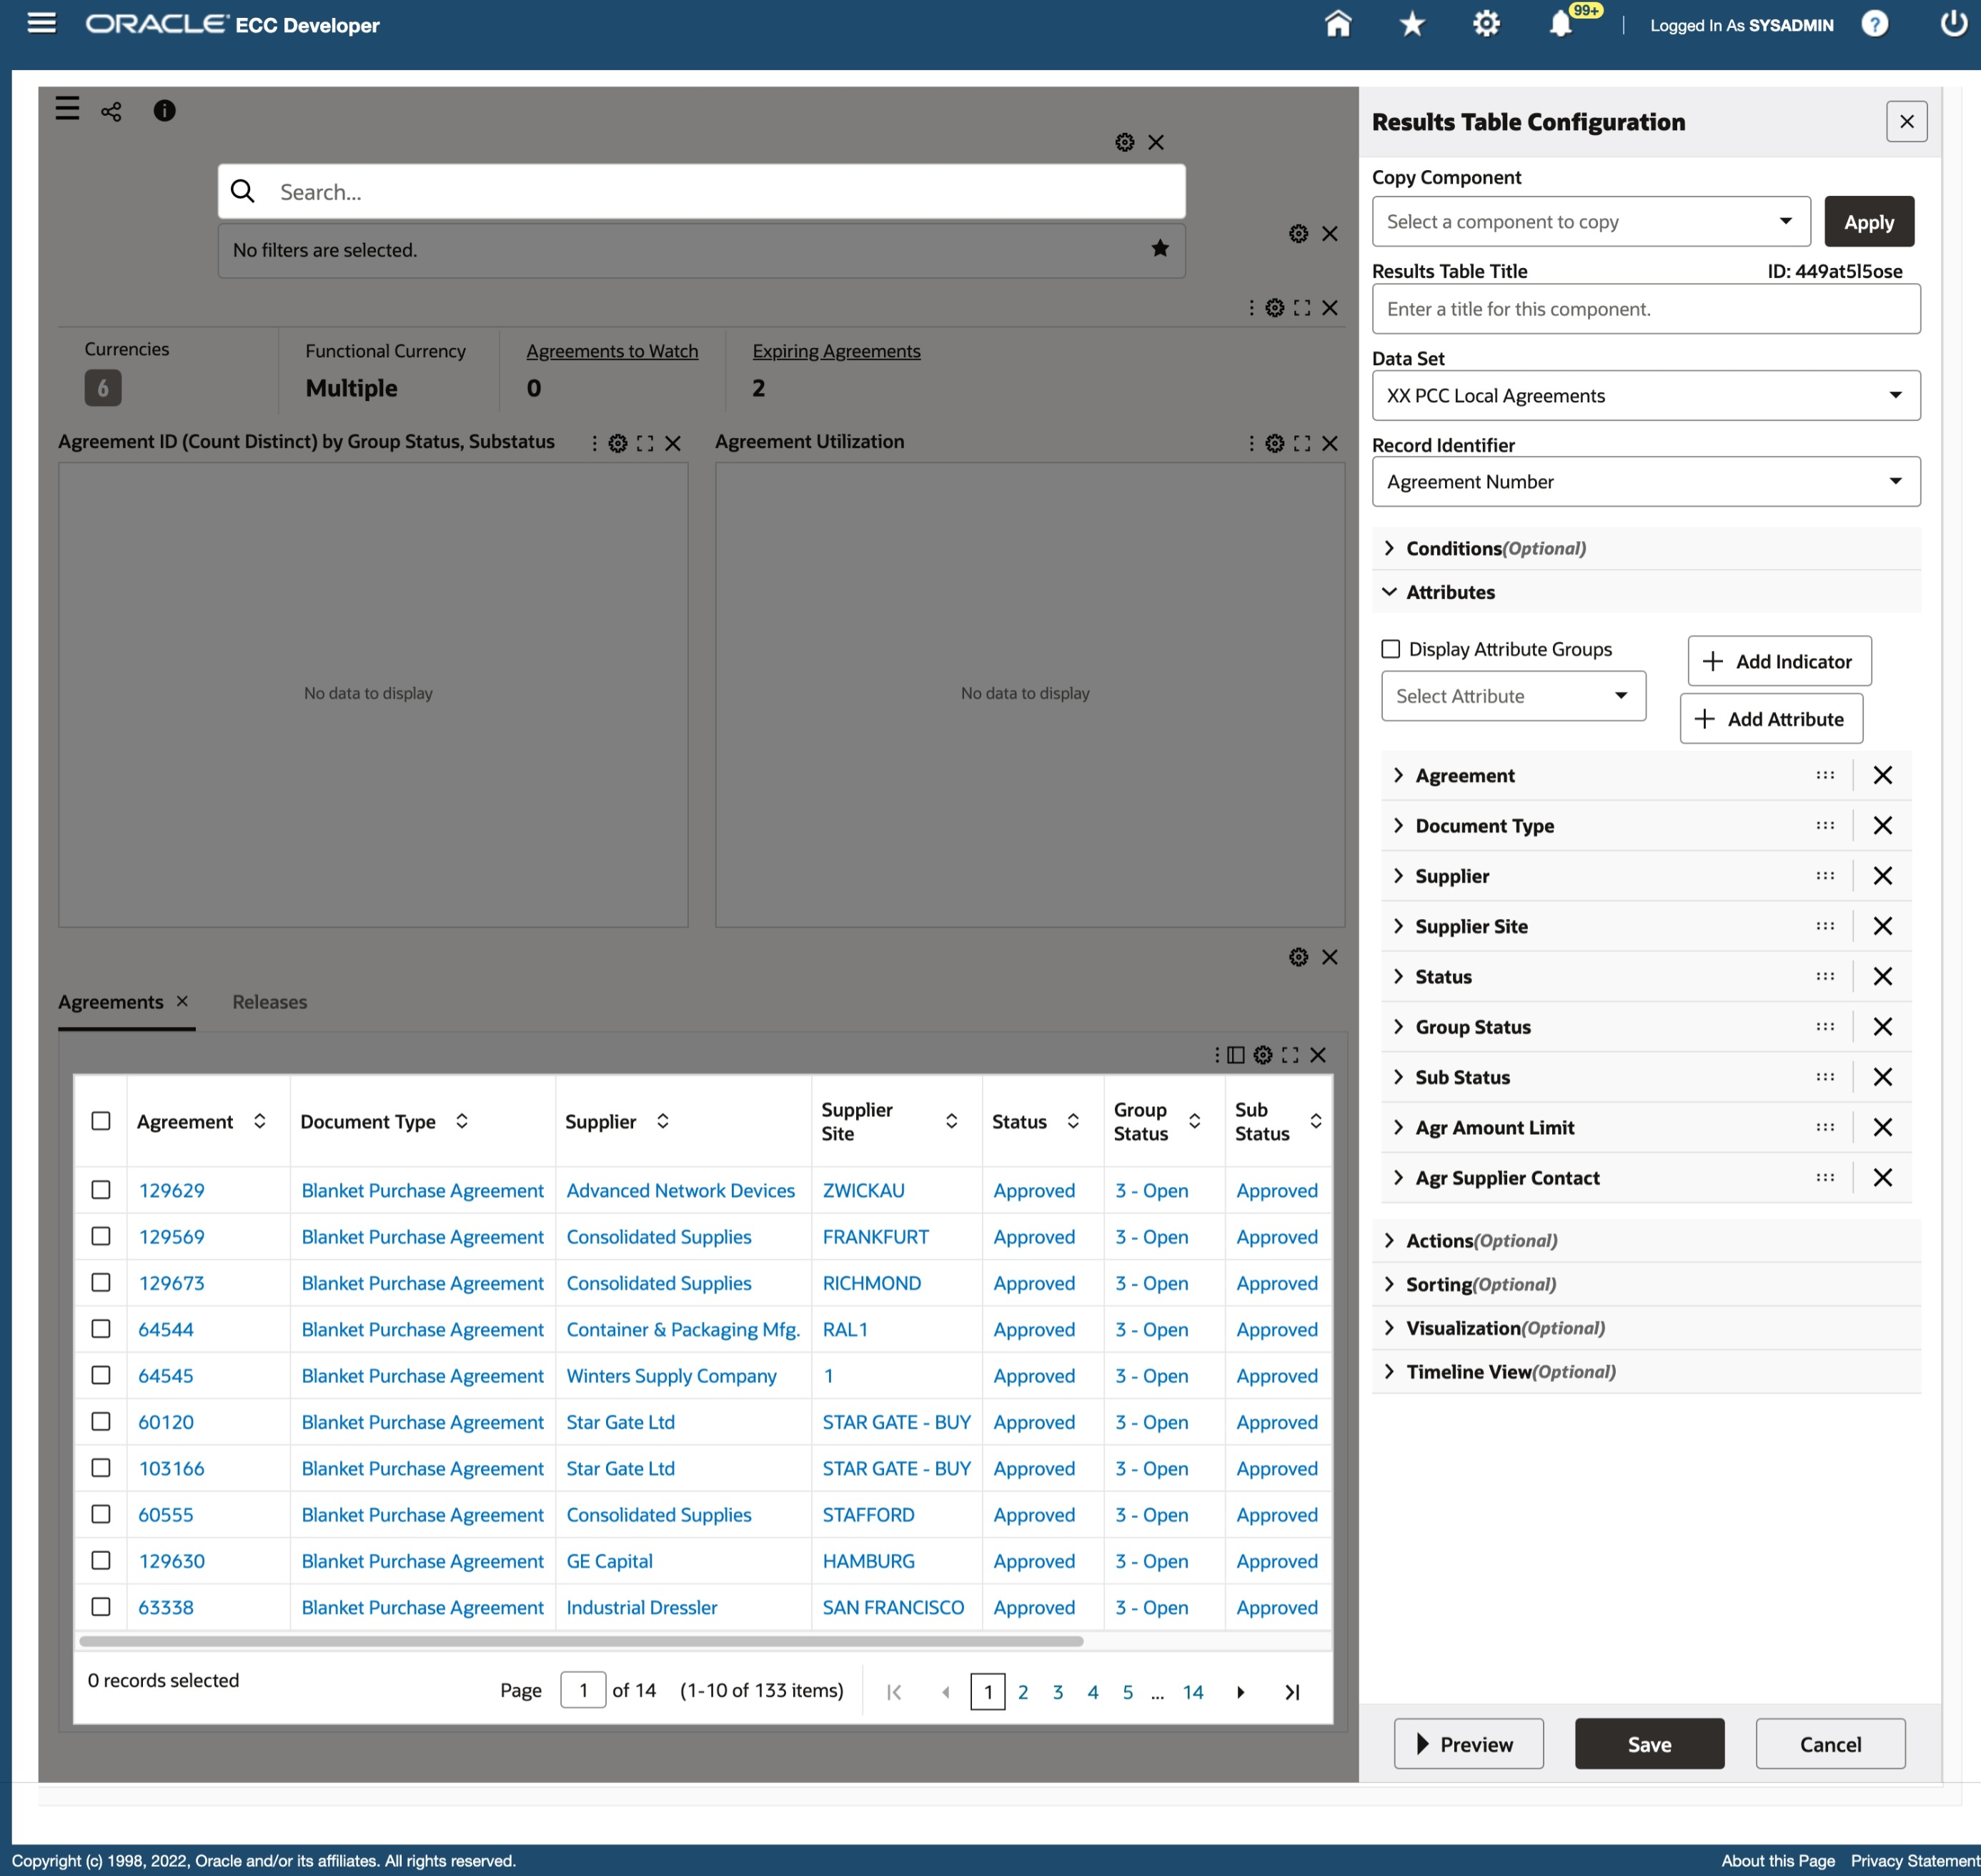 ORACLE ECC Developer
99+
Logged In As SYSADMIN
?
Search...
No filters are selected.
Currencies
6
Functional Currency
Multiple
Agreements to Watch
0
Expiring Agreements
2
Agreement ID (Count Distinct) by Group Status, Substatus
No data to display
Agreement Utilization
No data to display
Agreements
Releases
Agreement Document Type Supplier Supplier Site Status Group Status Sub Status
129629 Blanket Purchase Agreement Advanced Network Devices ZWICKAU Approved 3 - Open Approved
129569 Blanket Purchase Agreement Consolidated Supplies FRANKFURT Approved 3 - Open Approved
129673 Blanket Purchase Agreement Consolidated Supplies RICHMOND Approved 3 - Open Approved
64544 Blanket Purchase Agreement Container & Packaging Mfg. RAL1 Approved 3 - Open Approved
64545 Blanket Purchase Agreement Winters Supply Company 1 Approved 3 - Open Approved
60120 Blanket Purchase Agreement Star Gate Ltd STAR GATE - BUY Approved 3 - Open Approved
103166 Blanket Purchase Agreement Star Gate Ltd STAR GATE - BUY Approved 3 - Open Approved
60555 Blanket Purchase Agreement Consolidated Supplies STAFFORD Approved 3 - Open Approved
129630 Blanket Purchase Agreement GE Capital HAMBURG Approved 3 - Open Approved
63338 Blanket Purchase Agreement Industrial Dressler SAN FRANCISCO Approved 3 - Open Approved
0 records selected
Page 1 of 14 (1-10 of 133 items)
1 2 3 4 5 ... 14
Results Table Configuration
Copy Component
Select a component to copy
Apply
Results Table Title
ID: 449at5l5ose
Enter a title for this component.
Data Set
XX PCC Local Agreements
Record Identifier
Agreement Number
Conditions(Optional)
Attributes
Display Attribute Groups
Add Indicator
Select Attribute
Add Attribute
Agreement
Document Type
Supplier
Supplier Site
Status
Group Status
Sub Status
Agr Amount Limit
Agr Supplier Contact
Actions(Optional)
Sorting(Optional)
Visualization(Optional)
Timeline View(Optional)
Preview
Save
Cancel
Copyright (c) 1998, 2022, Oracle and/or its affiliates. All rights reserved.
About this Page
Privacy Statement